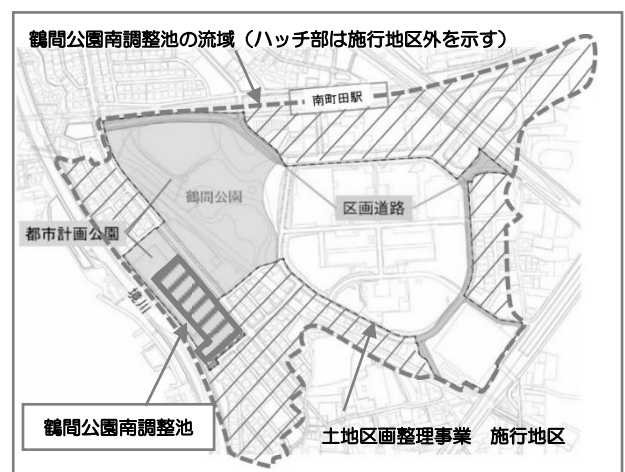 鶴間公園南調整池の流域（ハッチ部は施行地区外を示す）
南町田駅
鶴間公園
区画道路
都市計画公園
境川
鶴間公園南調整池
土地区画整理事業　施行地区